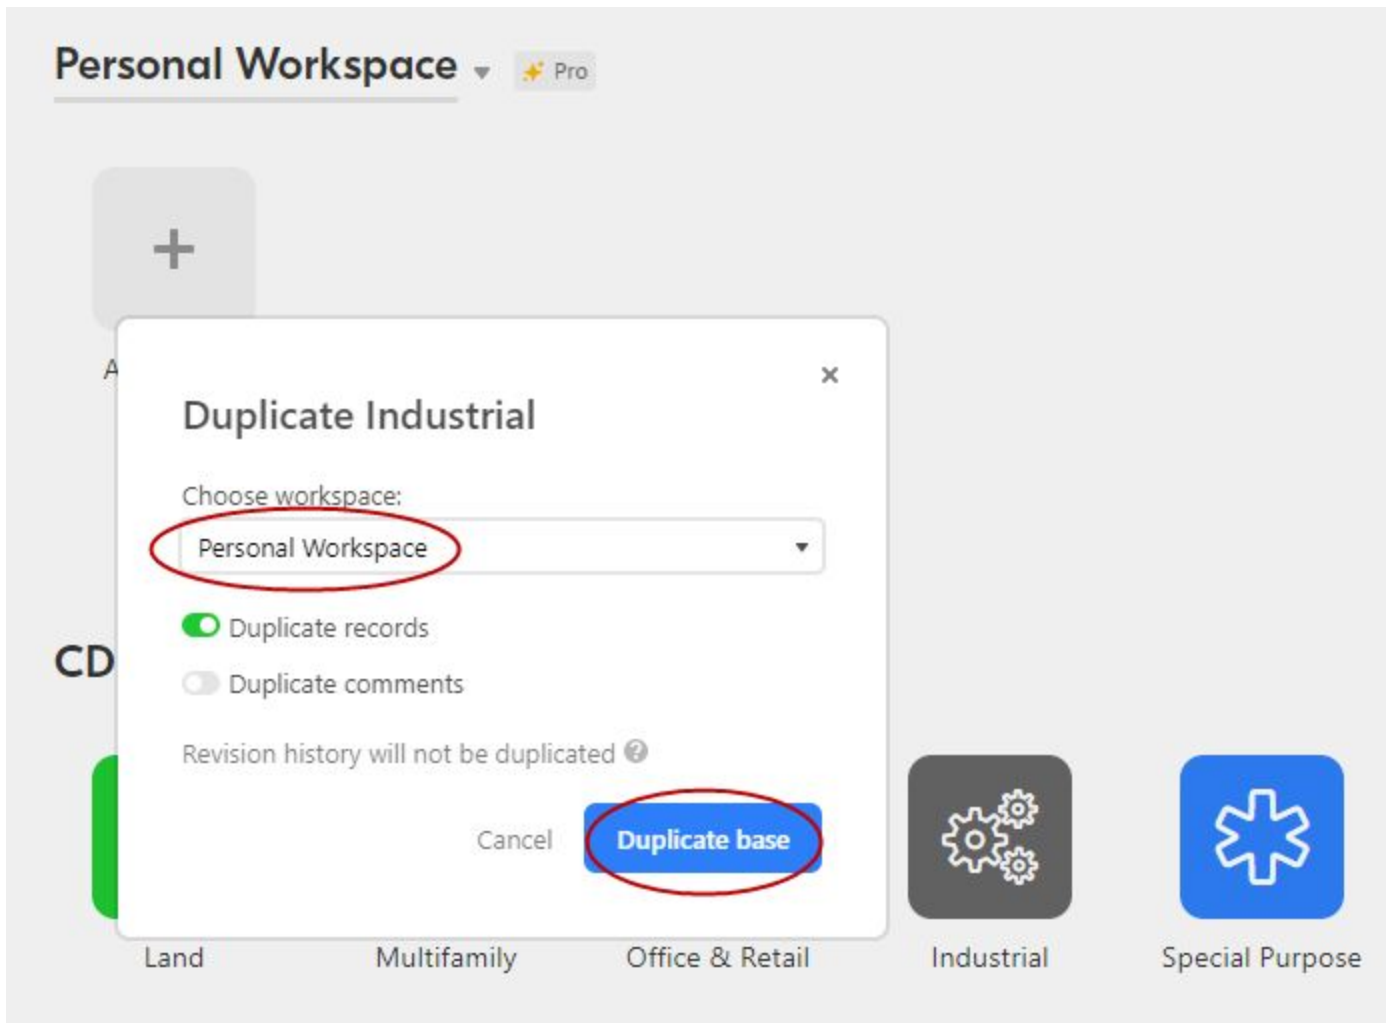 Personal Workspace
Pro
A
Duplicate Industrial
Choose workspace:
Personal Workspace
Duplicate records
CD
Duplicate comments
Revision history will not be duplicated
Cancel
Duplicate base
Land
Multifamily
Office & Retail
Industrial
Special Purpose